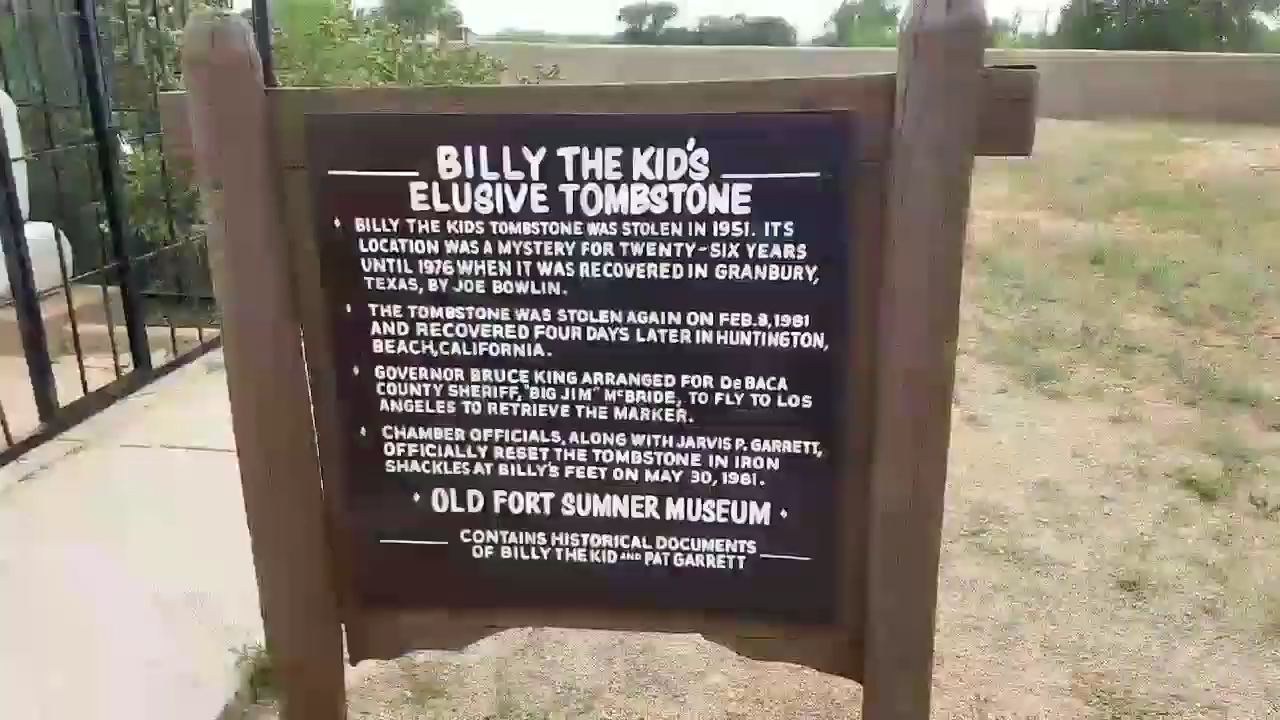 BILLY THE KID'S
ELUSIVE TOMBSTONE
♦ BILLY THE KIDS TOMBSTONE WAS STOLEN IN 1951. ITS
LOCATION WAS A MYSTERY FOR TWENTY-SIX YEARS
UNTIL 1976 WHEN IT WAS RECOVERED IN GRANBURY,
TEXAS, BY JOE BOWLIN.
♦ THE TOMBSTONE WAS STOLEN AGAIN ON FEB.8,1981
AND RECOVERED FOUR DAYS LATER IN HUNTINGTON,
BEACH,CALIFORNIA.
♦ GOVERNOR BRUCE KING ARRANGED FOR DeBACA
COUNTY SHERIFF,"BIG JIM" McBRIDE, TO FLY TO LOS
ANGELES TO RETRIEVE THE MARKER.
♦ CHAMBER OFFICIALS, ALONG WITH JARVIS P. GARRETT,
OFFICIALLY RESET THE TOMBSTONE IN IRON
SHACKLES AT BILLY'S FEET ON MAY 30, 1981.
♦ OLD FORT SUMNER MUSEUM ♦
CONTAINS HISTORICAL DOCUMENTS
OF BILLY THE KID AND PAT GARRETT